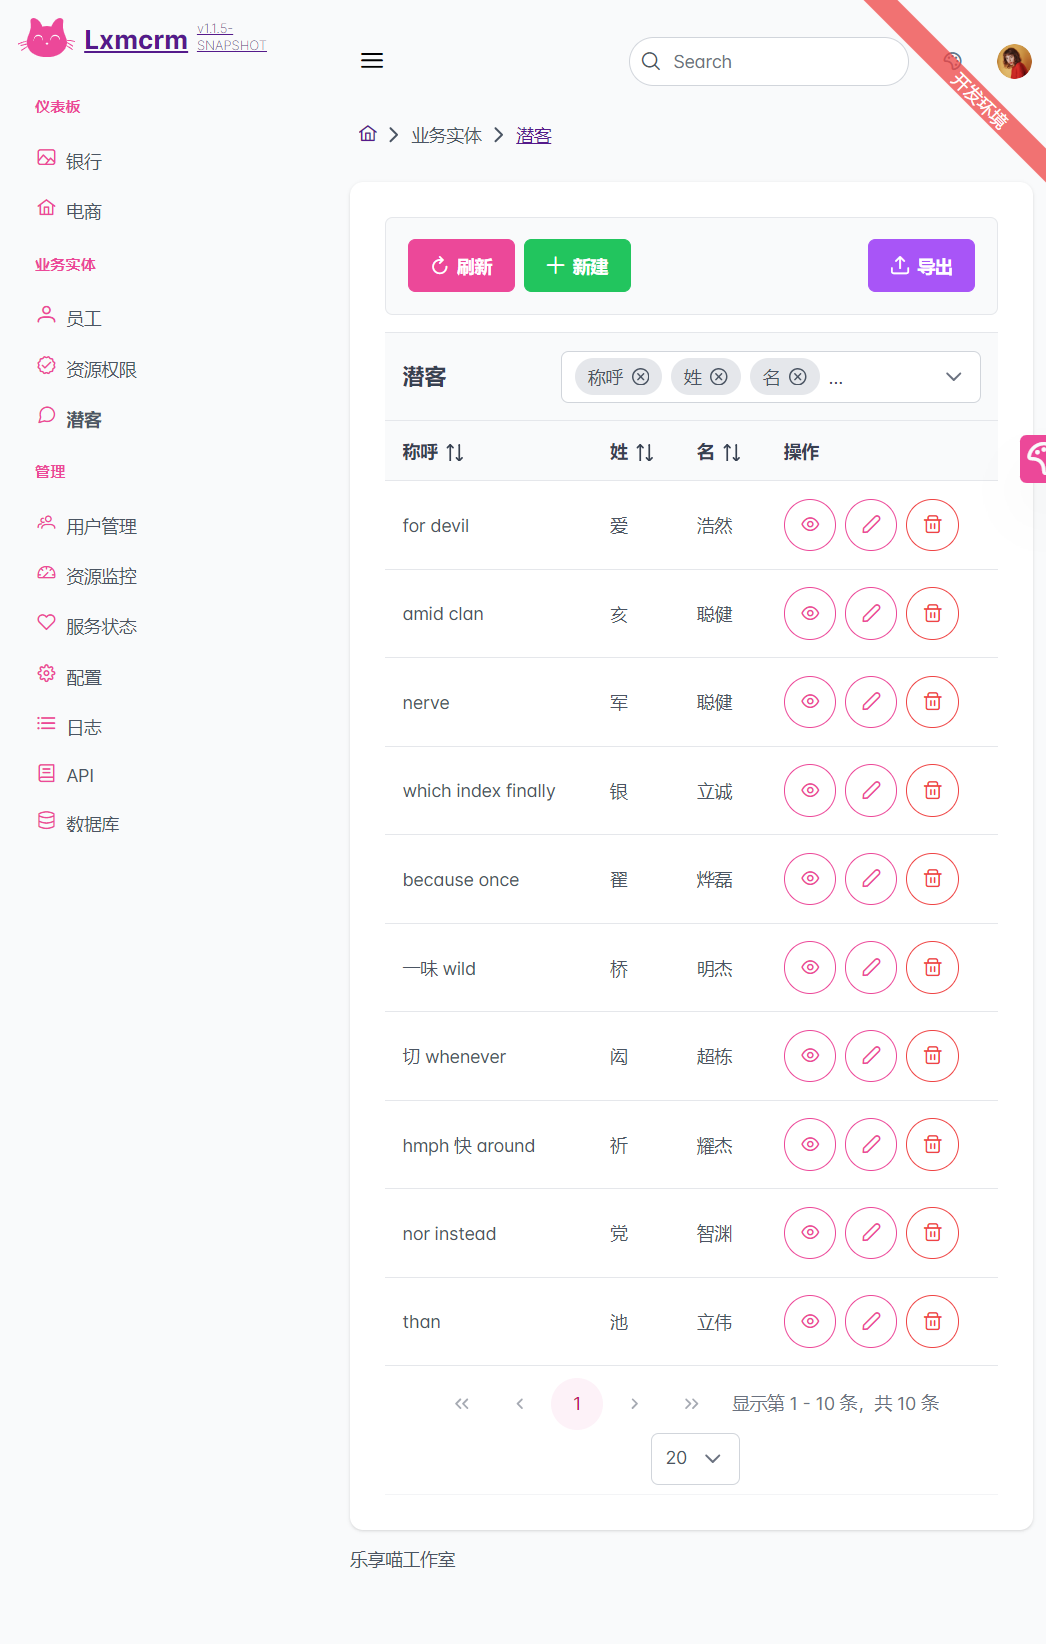 Lxmcrm v1.1.5-SNAPSHOT
仪表板
银行
电商
业务实体
员工
资源权限
潜客
管理
用户管理
资源监控
服务状态
配置
日志
API
数据库
Search
开发环境
业务实体 潜客
刷新 新建 导出
潜客 称呼 姓 名 ...
称呼 姓 名 操作
for devil 爱 浩然
amid clan 亥 聪健
nerve 军 聪健
which index finally 银 立诚
because once 翟 烨磊
一味 wild 桥 明杰
切 whenever 闳 超栋
hmph 快 around 祈 耀杰
nor instead 党 智渊
than 池 立伟
1 显示第 1 - 10 条，共 10 条
20
乐享喵工作室